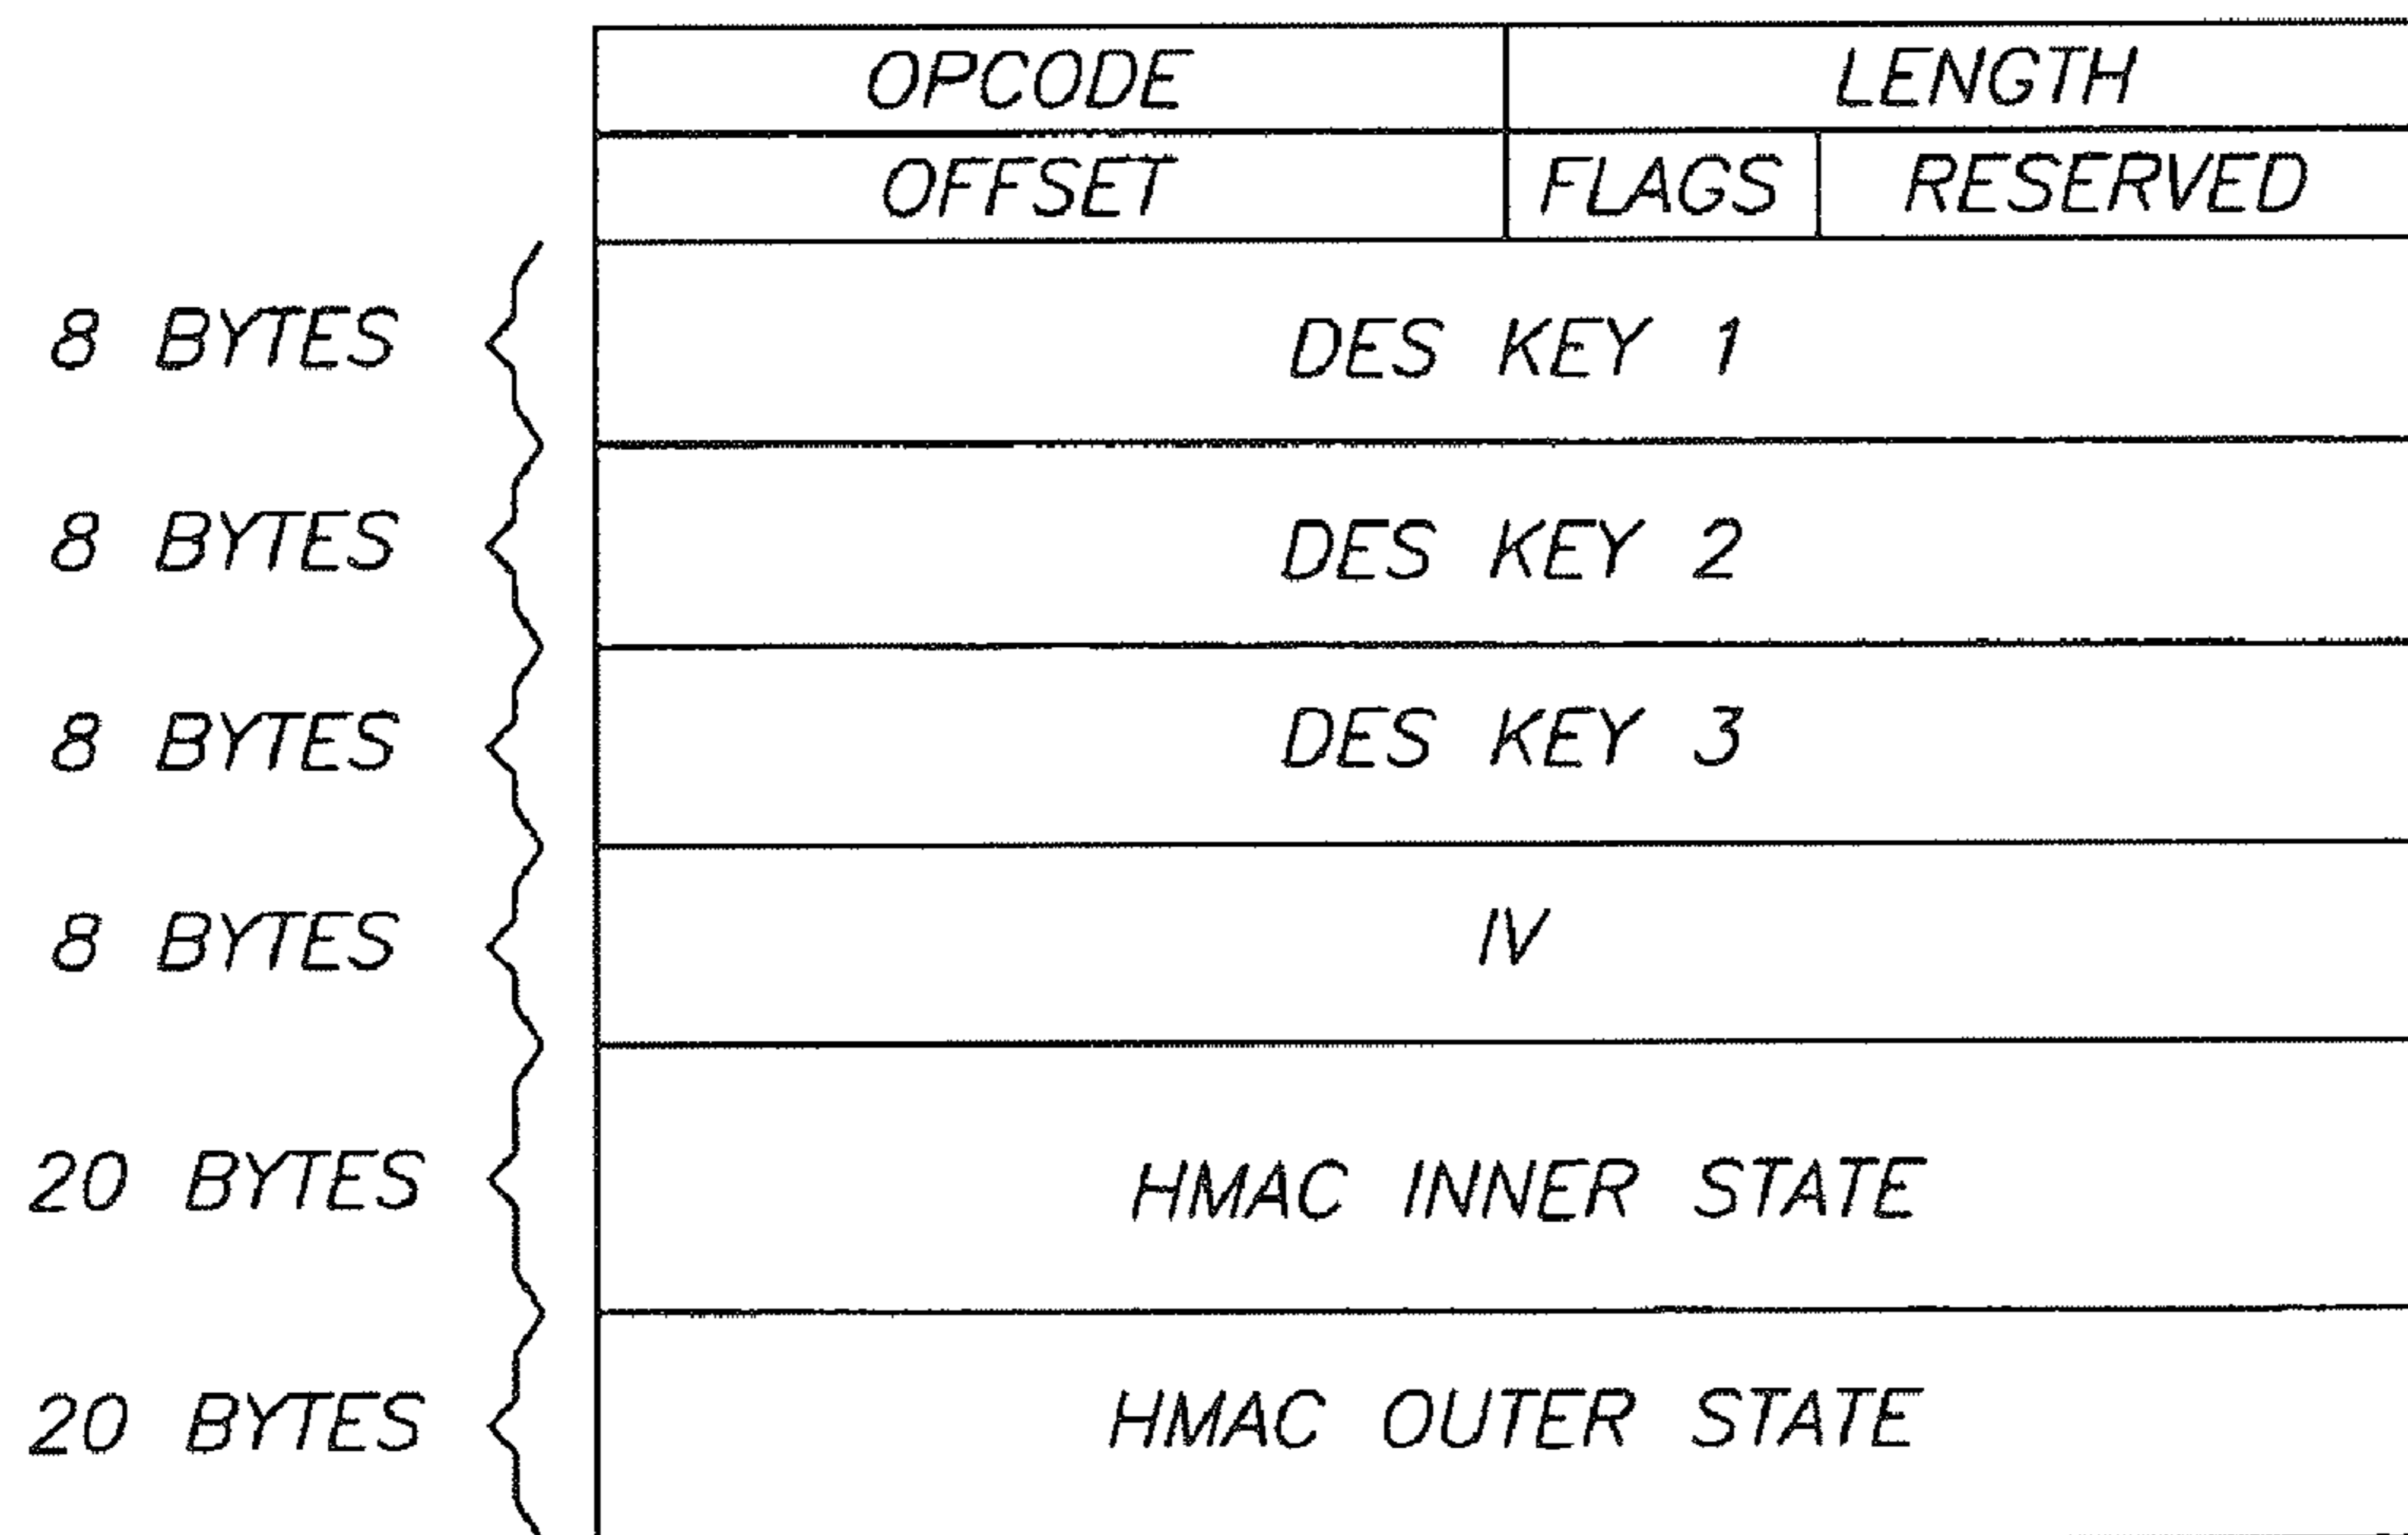 OPCODE LENGTH
OFFSET FLAGS RESERVED
8 BYTES DES KEY 1
8 BYTES DES KEY 2
8 BYTES DES KEY 3
8 BYTES IV
20 BYTES HMAC INNER STATE
20 BYTES HMAC OUTER STATE